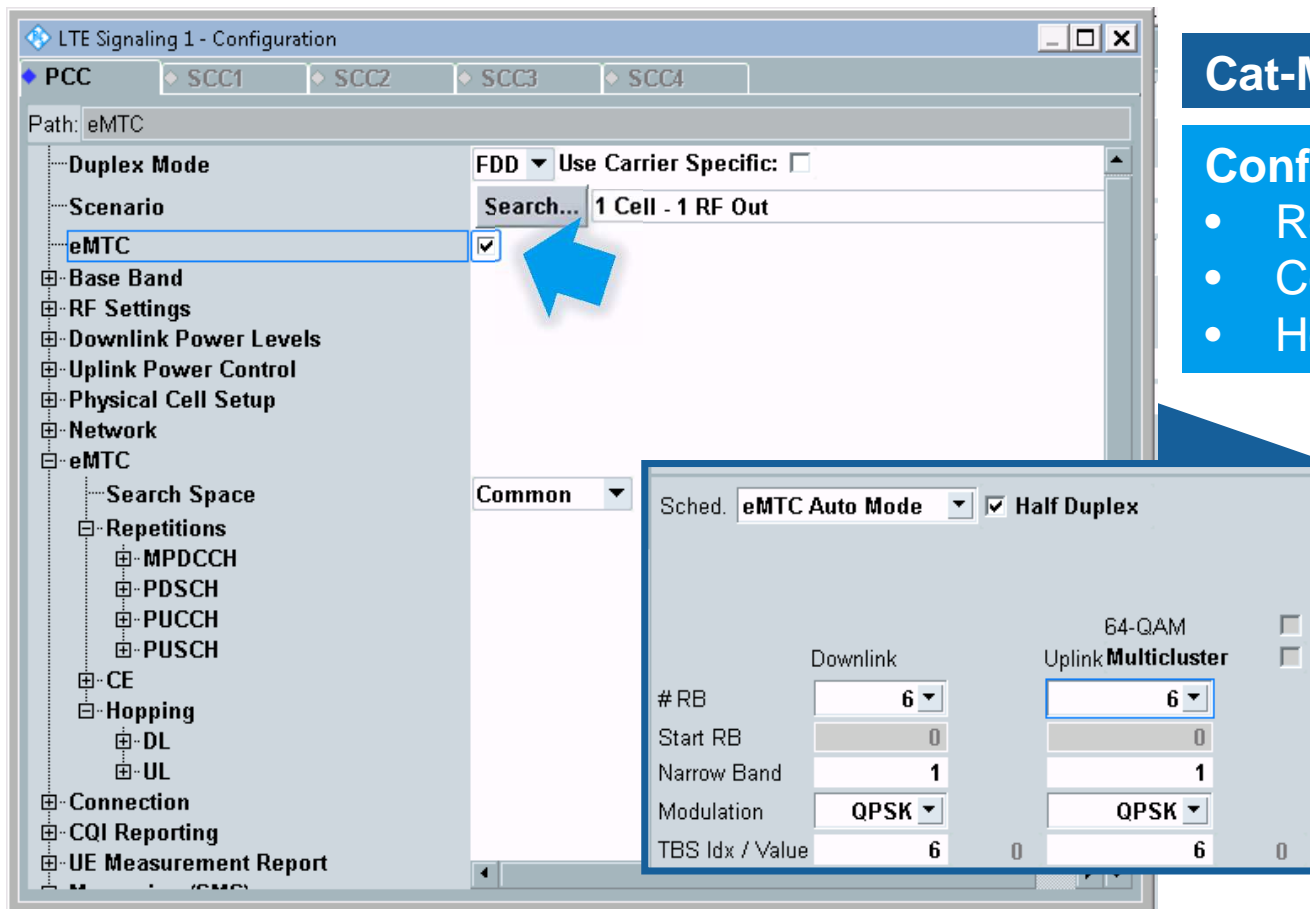 LTE Signaling 1 - Configuration
PCC SCC1 SCC2 SCC3 SCC4
Path: eMTC
Duplex Mode FDD Use Carrier Specific:
Scenario Search... 1 Cell - 1 RF Out
eMTC
Base Band
RF Settings
Downlink Power Levels
Uplink Power Control
Physical Cell Setup
Network
eMTC
Search Space Common
Repetitions
MPDCCH
PDSCH
PUCCH
PUSCH
CE
Hopping
DL
UL
Connection
CQI Reporting
UE Measurement Report
Sched. eMTC Auto Mode Half Duplex
64-QAM
Downlink Uplink Multicluster
# RB 6 6
Start RB 0 0
Narrow Band 1 1
Modulation QPSK QPSK
TBS Idx / Value 6 0 6 0